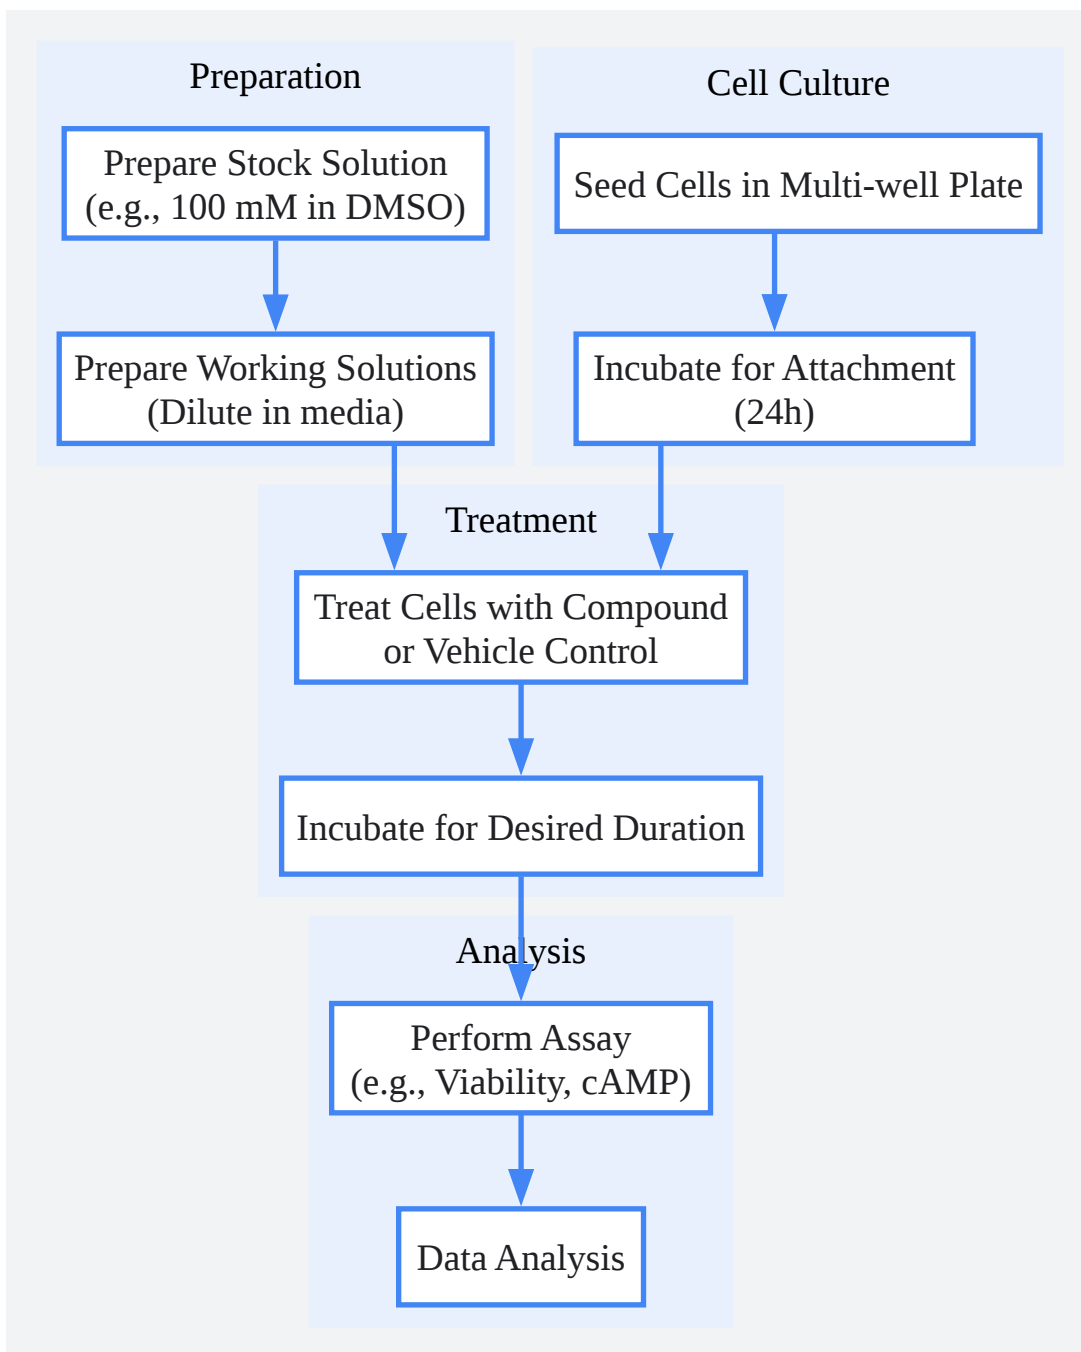 Preparation
Prepare Stock Solution
(e.g., 100 mM in DMSO)
Prepare Working Solutions
(Dilute in media)
Cell Culture
Seed Cells in Multi-well Plate
Incubate for Attachment
(24h)
Treatment
Treat Cells with Compound
or Vehicle Control
Incubate for Desired Duration
Analysis
Perform Assay
(e.g., Viability, cAMP)
Data Analysis